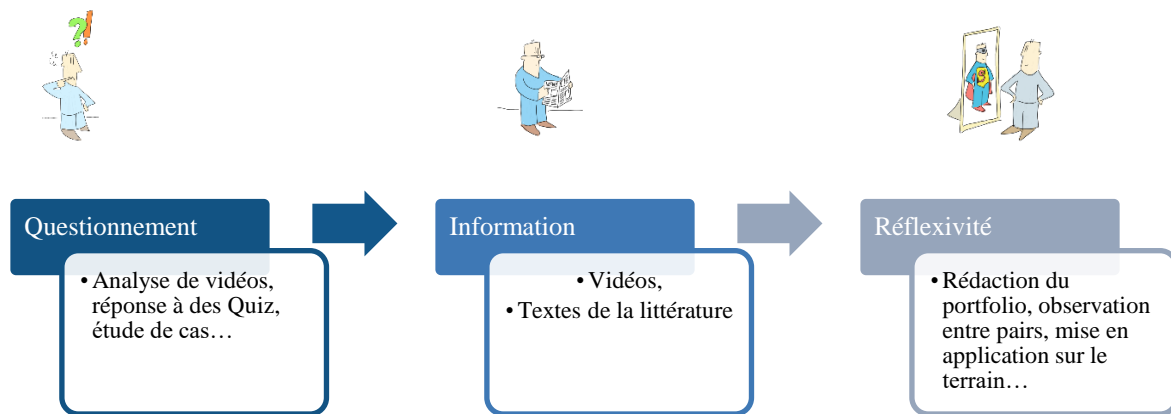 ?!
Questionnement
• Analyse de vidéos,
réponse à des Quiz,
étude de cas…
Information
• Vidéos,
• Textes de la littérature
Réflexivité
• Rédaction du
portfolio, observation
entre pairs, mise en
application sur le
terrain…